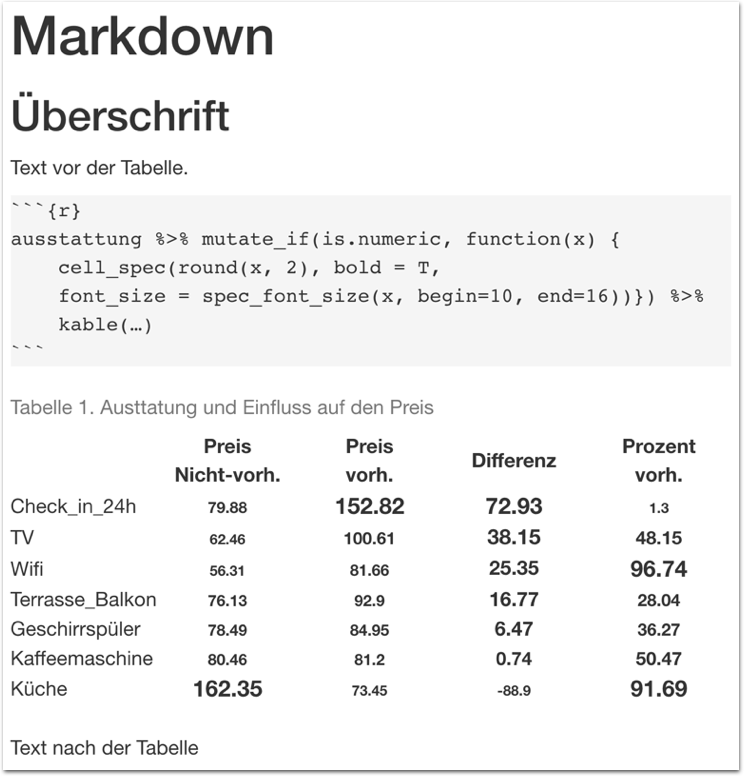 Markdown
Überschrift
Text vor der Tabelle.
```{r}
ausstattung %>% mutate_if(is.numeric, function(x) {
    cell_spec(round(x, 2), bold = T,
    font_size = spec_font_size(x, begin=10, end=16))}) %>%
    kable(…)
```
Tabelle 1. Austtatung und Einfluss auf den Preis
Preis Preis Differenz Prozent
Nicht-vorh. vorh. vorh.
Check_in_24h 79.88 152.82 72.93 1.3
TV 62.46 100.61 38.15 48.15
Wifi 56.31 81.66 25.35 96.74
Terrasse_Balkon 76.13 92.9 16.77 28.04
Geschirrspüler 78.49 84.95 6.47 36.27
Kaffeemaschine 80.46 81.2 0.74 50.47
Küche 162.35 73.45 -88.9 91.69
Text nach der Tabelle